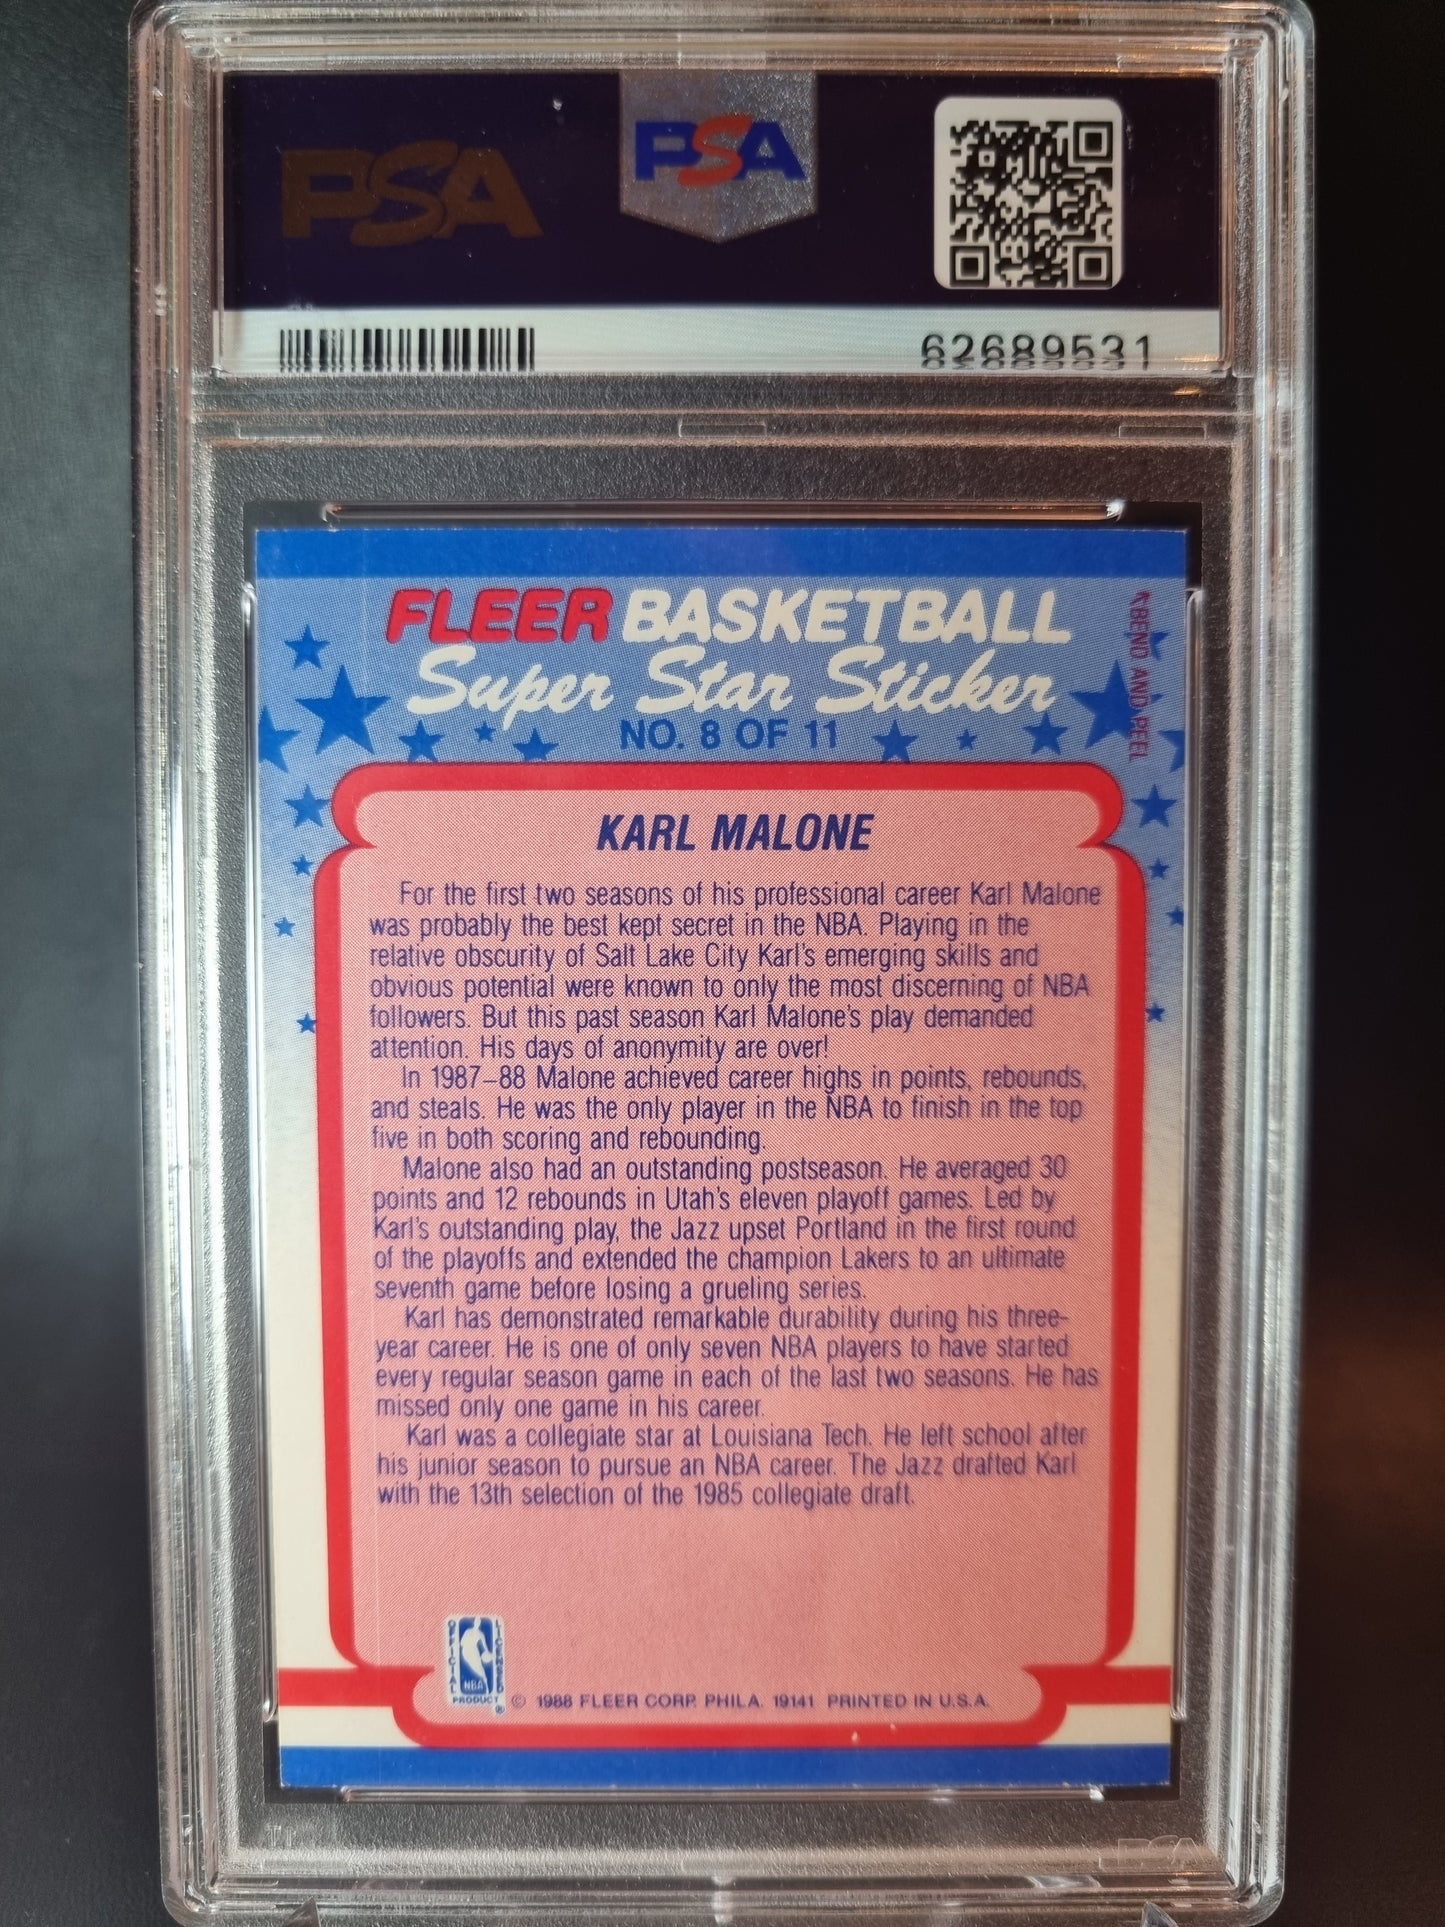 PSA
PSA
62689531
FLEER BASKETBALL
Super Star Sticker
NO. 8 OF 11
BEND AND PEEL
KARL MALONE
For the first two seasons of his professional career Karl Malone
was probably the best kept secret in the NBA. Playing in the
relative obscurity of Salt Lake City Karl's emerging skills and
obvious potential were known to only the most discerning of NBA
followers. But this past season Karl Malone's play demanded
attention. His days of anonymity are over!
In 1987–88 Malone achieved career highs in points, rebounds,
and steals. He was the only player in the NBA to finish in the top
five in both scoring and rebounding.
Malone also had an outstanding postseason. He averaged 30
points and 12 rebounds in Utah's eleven playoff games. Led by
Karl's outstanding play, the Jazz upset Portland in the first round
of the playoffs and extended the champion Lakers to an ultimate
seventh game before losing a grueling series.
Karl has demonstrated remarkable durability during his three-
year career. He is one of only seven NBA players to have started
every regular season game in each of the last two seasons. He has
missed only one game in his career.
Karl was a collegiate star at Louisiana Tech. He left school after
his junior season to pursue an NBA career. The Jazz drafted Karl
with the 13th selection of the 1985 collegiate draft.
OFFICIAL LICENSED
NBA
PRODUCT ®
© 1988 FLEER CORP. PHILA. 19141 PRINTED IN U.S.A.
PSA